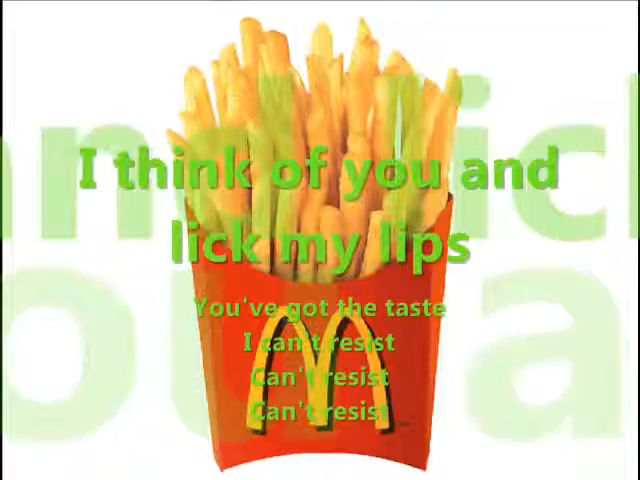 I think of you and
lick my lips
You've got the taste
I can't resist
Can't resist
Can't resist